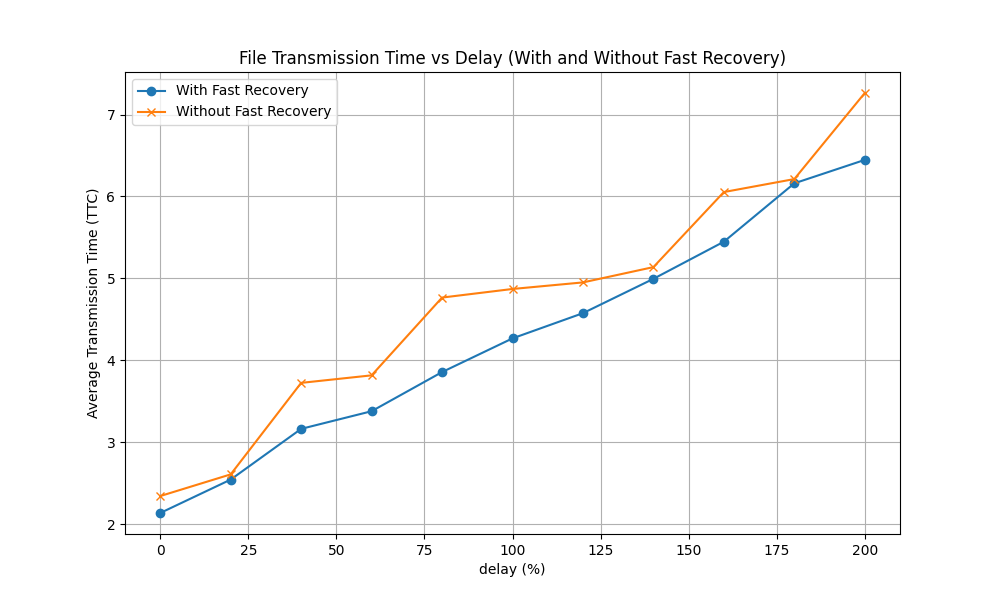 File Transmission Time vs Delay (With and Without Fast Recovery)
With Fast Recovery
Without Fast Recovery
Average Transmission Time (TTC)
7
6
5
4
3
2
0 25 50 75 100 125 150 175 200
delay (%)